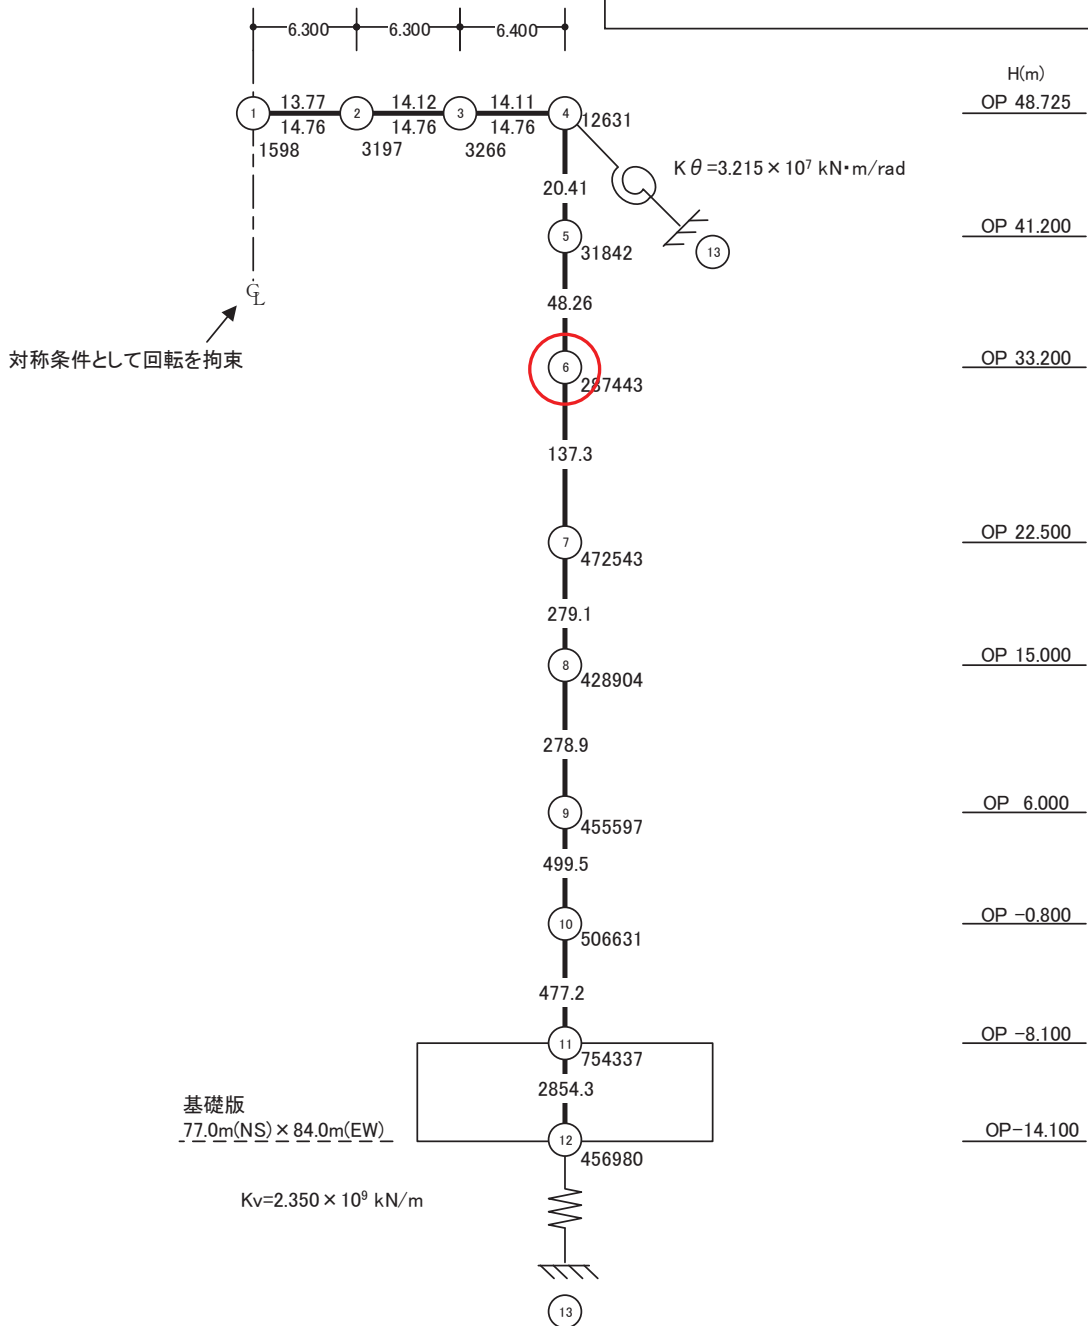 6.300 6.300 6.400
H(m)
OP 48.725
1 13.77 2 14.12 3 14.11 4
14.76 14.76 14.76 12631
1598 3197 3266
Kθ=3.215×10⁷ kN・m/rad
20.41
OP 41.200
5
31842
13
CL
48.26
対称条件として回転を拘束
OP 33.200
6
287443
137.3
OP 22.500
7
472543
279.1
OP 15.000
8
428904
278.9
OP 6.000
9
455597
499.5
OP -0.800
10
506631
477.2
OP -8.100
11
754337
2854.3
基礎版
77.0m(NS)×84.0m(EW)
OP-14.100
12
456980
Kv=2.350×10⁹ kN/m
13